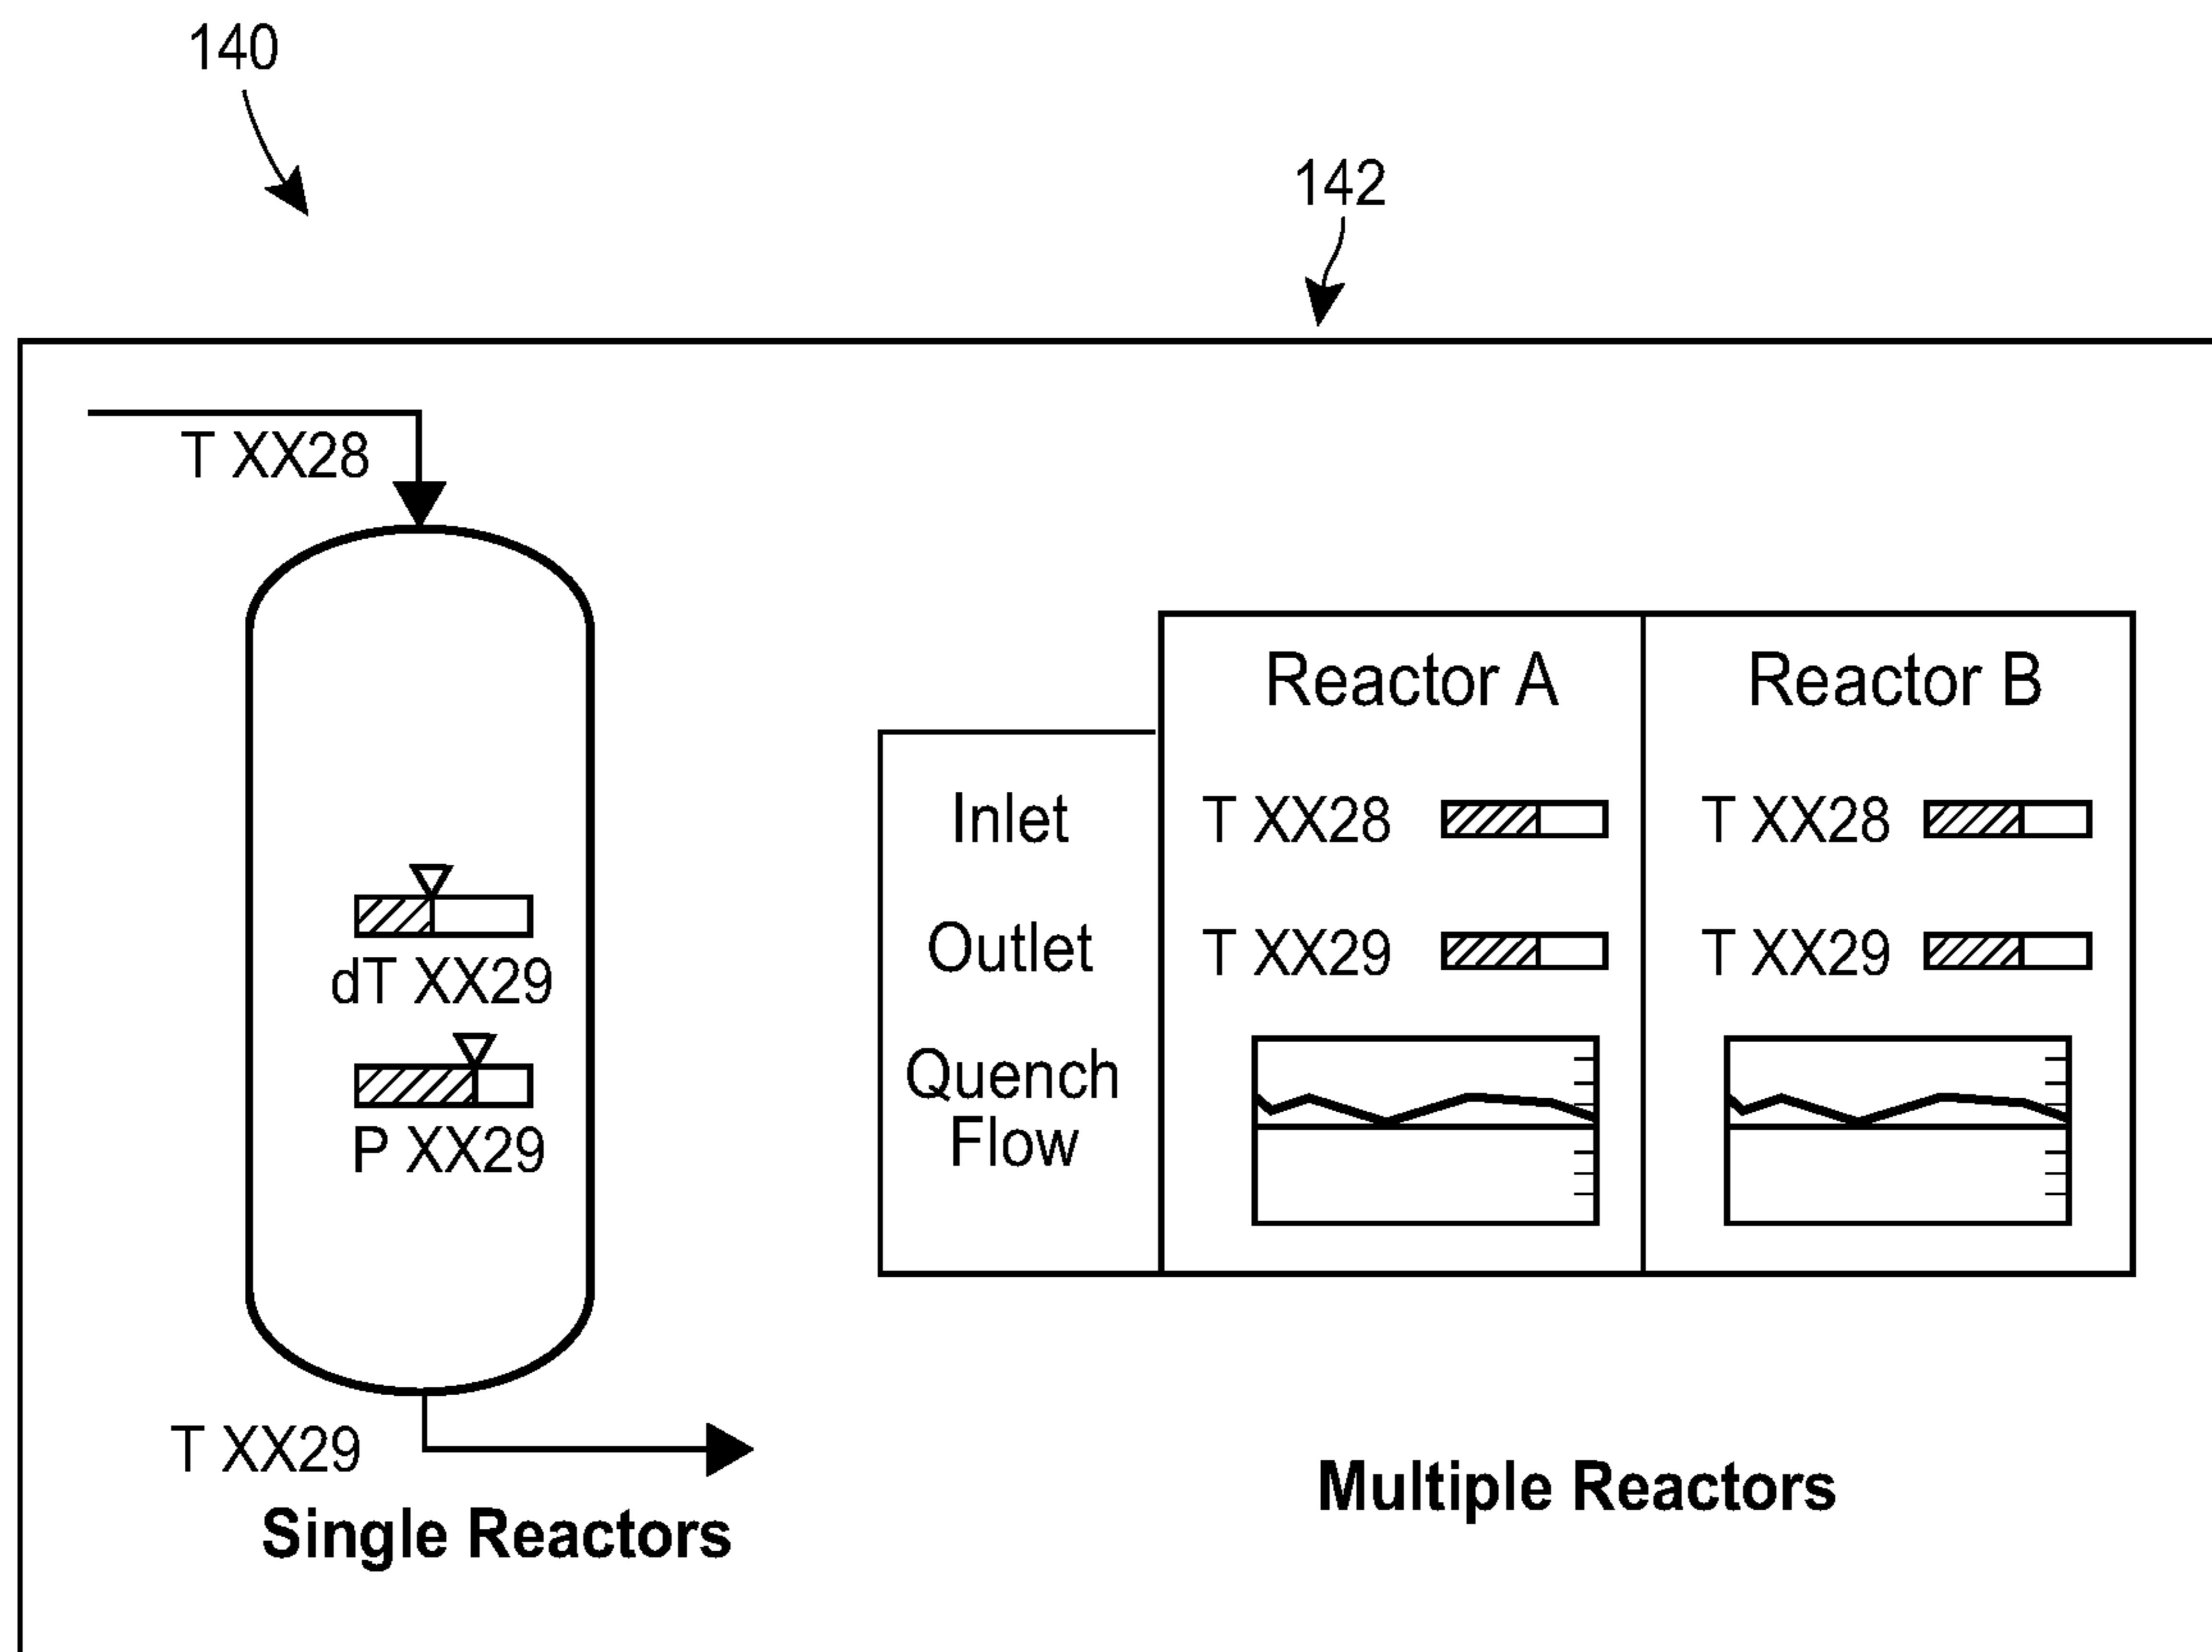 140
142
T XX28
dT XX29
P XX29
T XX29
Single Reactors
Reactor A Reactor B
Inlet T XX28 T XX28
Outlet T XX29 T XX29
Quench
Flow
Multiple Reactors